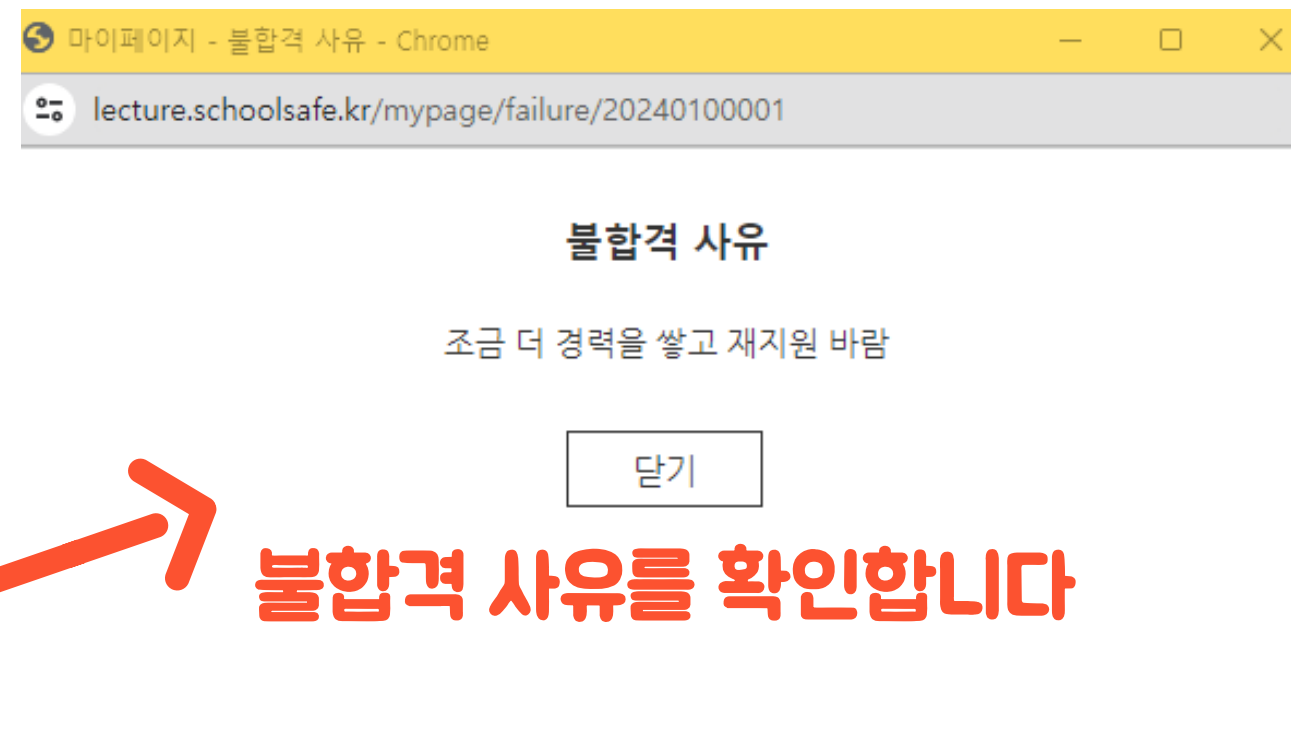 마이페이지 - 불합격 사유 - Chrome
lecture.schoolsafe.kr/mypage/failure/20240100001
불합격 사유
조금 더 경력을 쌓고 재지원 바람
닫기
불합격 사유를 확인합니다